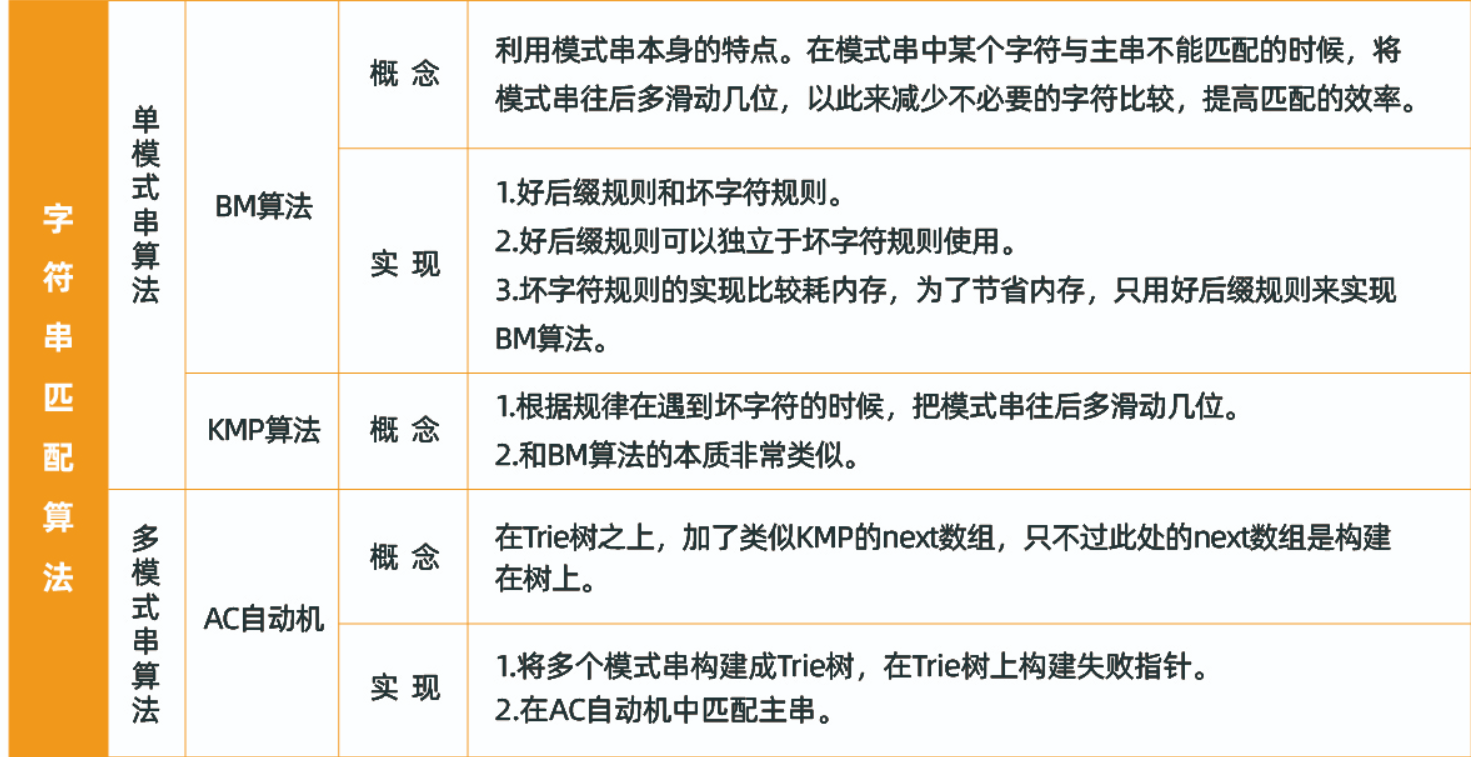 字符串匹配算法
单模式串算法
BM算法
概 念
利用模式串本身的特点。在模式串中某个字符与主串不能匹配的时候，将
模式串往后多滑动几位，以此来减少不必要的字符比较，提高匹配的效率。
实 现
1.好后缀规则和坏字符规则。
2.好后缀规则可以独立于坏字符规则使用。
3.坏字符规则的实现比较耗内存，为了节省内存，只用好后缀规则来实现
BM算法。
KMP算法
概 念
1.根据规律在遇到坏字符的时候，把模式串往后多滑动几位。
2.和BM算法的本质非常类似。
多模式串算法
AC自动机
概 念
在Trie树之上，加了类似KMP的next数组，只不过此处的next数组是构建
在树上。
实 现
1.将多个模式串构建成Trie树，在Trie树上构建失败指针。
2.在AC自动机中匹配主串。